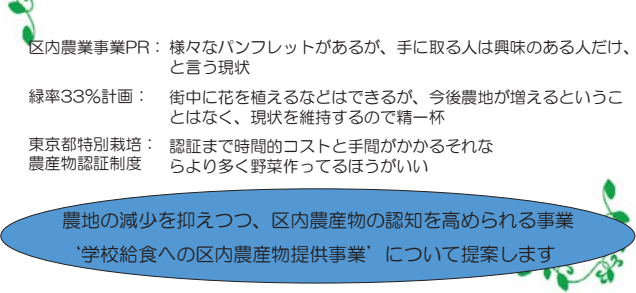 区内農業事業PR： 様々なパンフレットがあるが、手に取る人は興味のある人だけ、
と言う現状
緑率33%計画： 街中に花を植えるなどはできるが、今後農地が増えるというこ
とはなく、現状を維持するので精一杯
東京都特別栽培： 認証まで時間的コストと手間がかかるそれな
農産物認証制度 らより多く野菜作ってるほうがいい
農地の減少を抑えつつ、区内農産物の認知を高められる事業
‘学校給食への区内農産物提供事業’について提案します